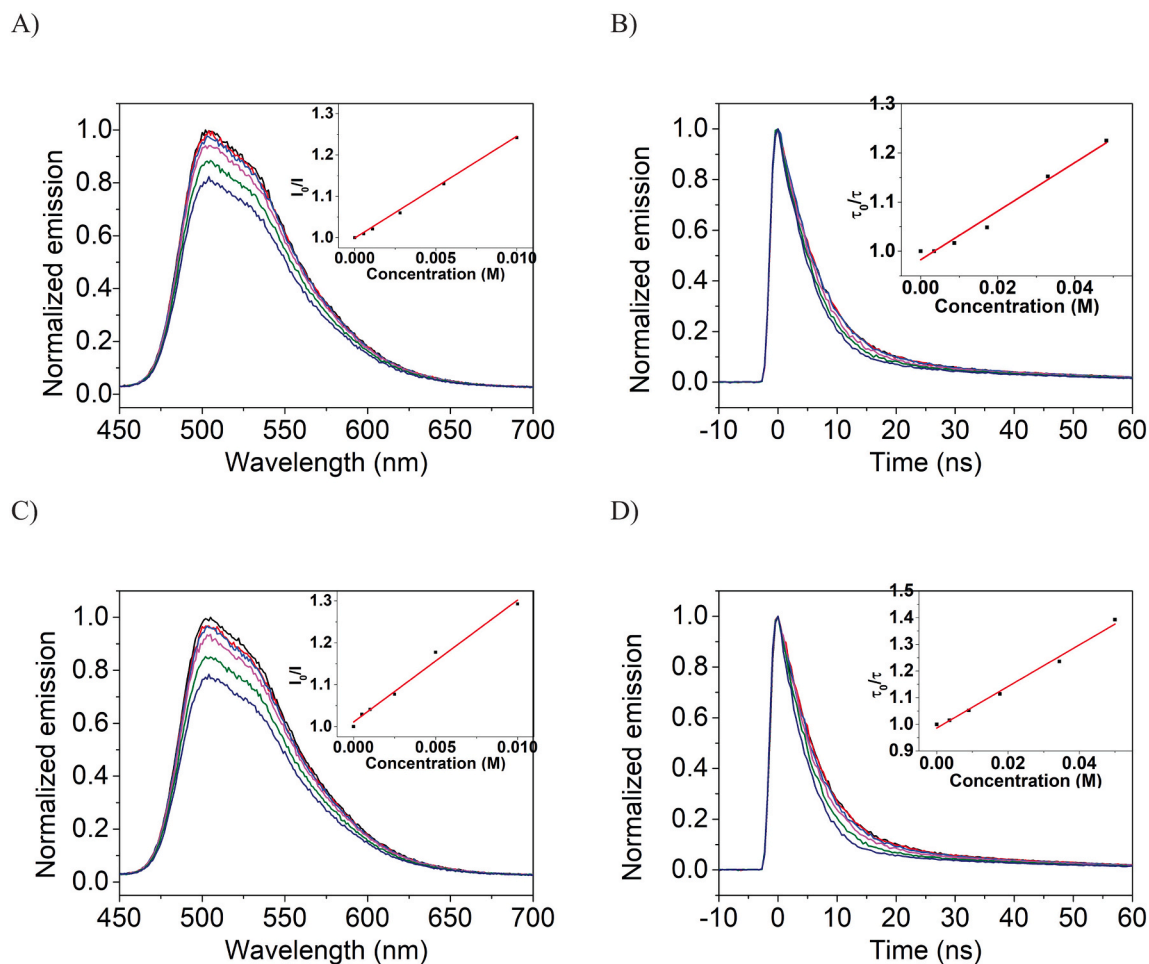 A)
B)
Normalized emission
1.0
0.8
0.6
0.4
0.2
0.0
450 500 550 600 650 700
Wavelength (nm)
I0/I
1.3
1.2
1.1
1.0
0.000 0.005 0.010
Concentration (M)
Normalized emission
1.0
0.8
0.6
0.4
0.2
0.0
-10 0 10 20 30 40 50 60
Time (ns)
τ0/τ
1.3
1.2
1.1
1.0
0.00 0.02 0.04
Concentration (M)
C)
D)
Normalized emission
1.0
0.8
0.6
0.4
0.2
0.0
450 500 550 600 650 700
Wavelength (nm)
I0/I
1.3
1.2
1.1
1.0
0.000 0.005 0.010
Concentration (M)
Normalized emission
1.0
0.8
0.6
0.4
0.2
0.0
-10 0 10 20 30 40 50 60
Time (ns)
τ0/τ
1.5
1.4
1.3
1.2
1.1
1.0
0.9
0.00 0.02 0.04
Concentration (M)